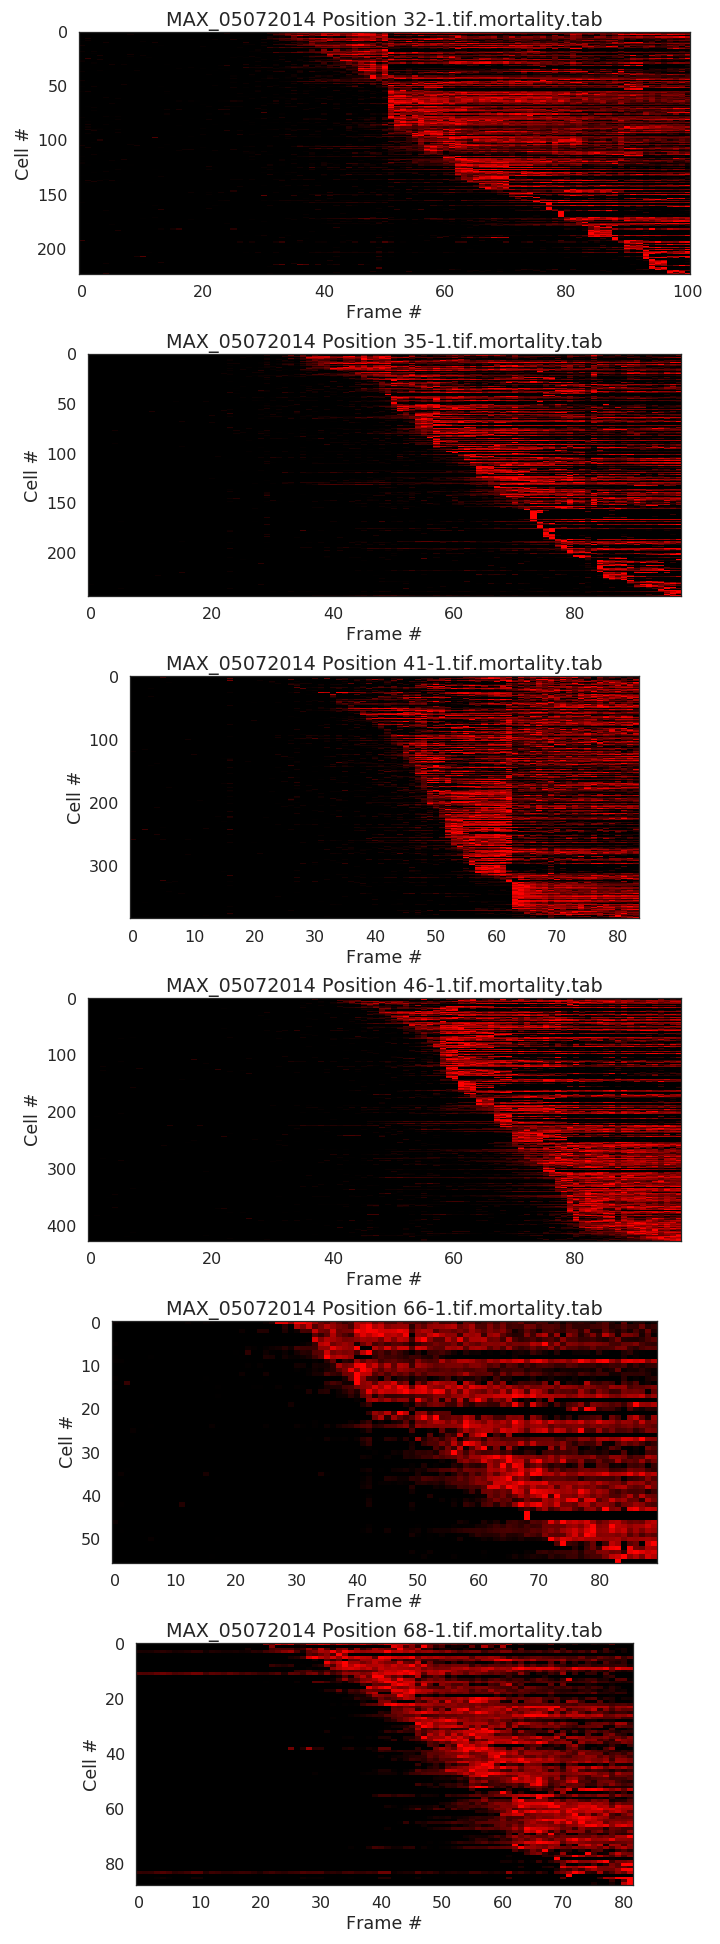 MAX_05072014 Position 32-1.tif.mortality.tab
0
50
100
150
200
Cell #
0 20 40 60 80 100
Frame #
MAX_05072014 Position 35-1.tif.mortality.tab
0
50
100
150
200
Cell #
0 20 40 60 80
Frame #
MAX_05072014 Position 41-1.tif.mortality.tab
0
100
200
300
Cell #
0 10 20 30 40 50 60 70 80
Frame #
MAX_05072014 Position 46-1.tif.mortality.tab
0
100
200
300
400
Cell #
0 20 40 60 80
Frame #
MAX_05072014 Position 66-1.tif.mortality.tab
0
10
20
30
40
50
Cell #
0 10 20 30 40 50 60 70 80
Frame #
MAX_05072014 Position 68-1.tif.mortality.tab
0
20
40
60
80
Cell #
0 10 20 30 40 50 60 70 80
Frame #